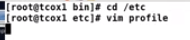 [root@tcox1 bin]# cd /etc
[root@tcox1 etc]# vim profile